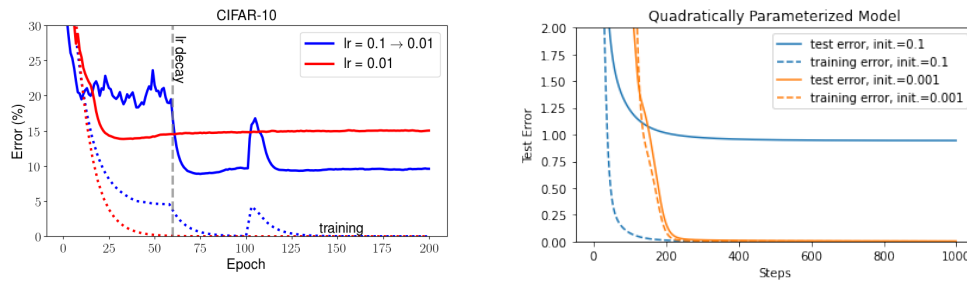 CIFAR-10
30
25
20
15
10
5
0
Error (%)
lr decay
lr = 0.1 → 0.01
lr = 0.01
training
0 25 50 75 100 125 150 175 200
Epoch
Quadratically Parameterized Model
2.00
1.75
1.50
1.25
1.00
0.75
0.50
0.25
0.00
Test Error
test error, init.=0.1
training error, init.=0.1
test error, init.=0.001
training error, init.=0.001
0 200 400 600 800 1000
Steps